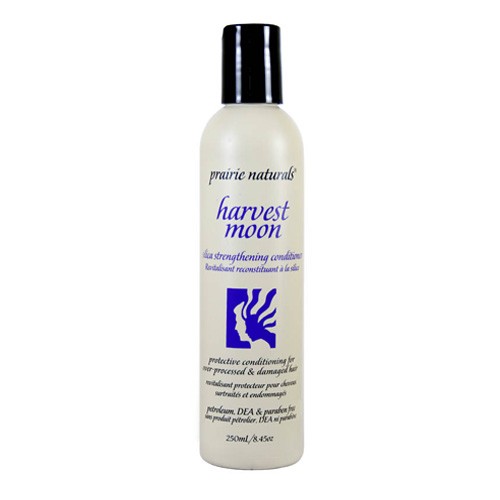 prairie naturals®
harvest
moon
silica strengthening conditioner
Revitalisant reconstituant à la silice
protective conditioning for
over-processed & damaged hair
revitalisant protecteur pour cheveux
surtraités et endommagés
petroleum, DEA & paraben free
sans produit pétrolier, DEA ni parabène
250mL/8.45oz